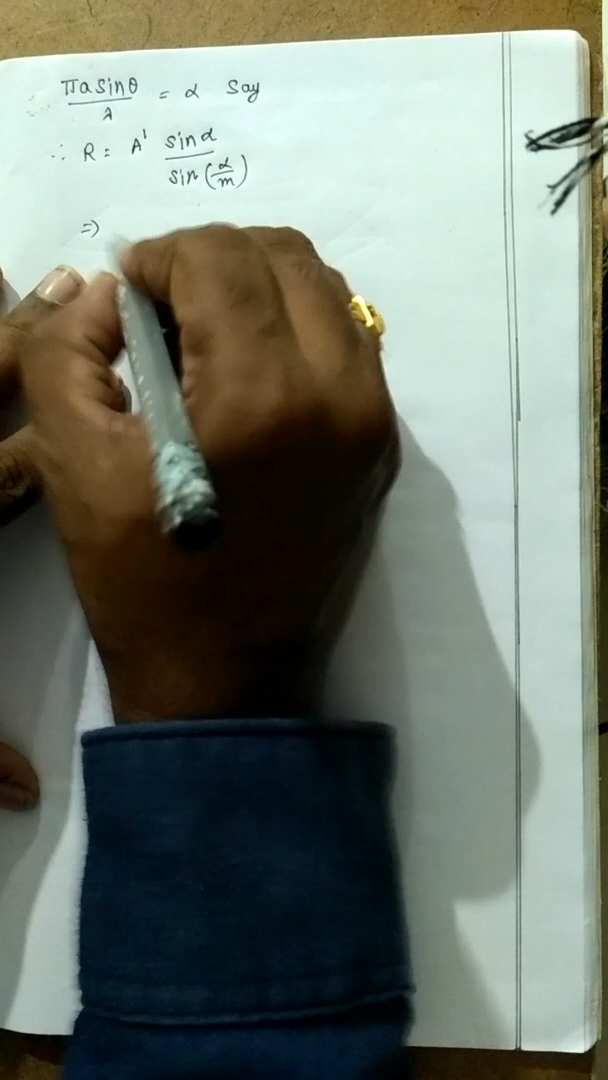 πa sinθ / λ = α Say
∴ R = A' sinα / sin(α/m)
⇒